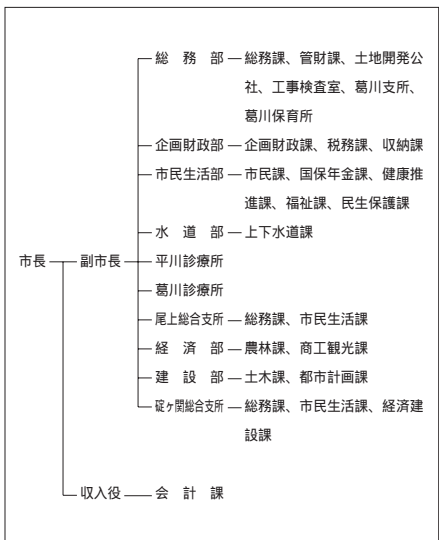 総務部 総務課、管財課、土地開発公
社、工事検査室、葛川支所、
葛川保育所
企画財政部 企画財政課、税務課、収納課
市民生活部 市民課、国保年金課、健康推
進課、福祉課、民生保護課
水道部 上下水道課
市長 副市長 平川診療所
葛川診療所
尾上総合支所 総務課、市民生活課
経済部 農林課、商工観光課
建設部 土木課、都市計画課
碇ヶ関総合支所 総務課、市民生活課、経済建
設課
収入役 会計課